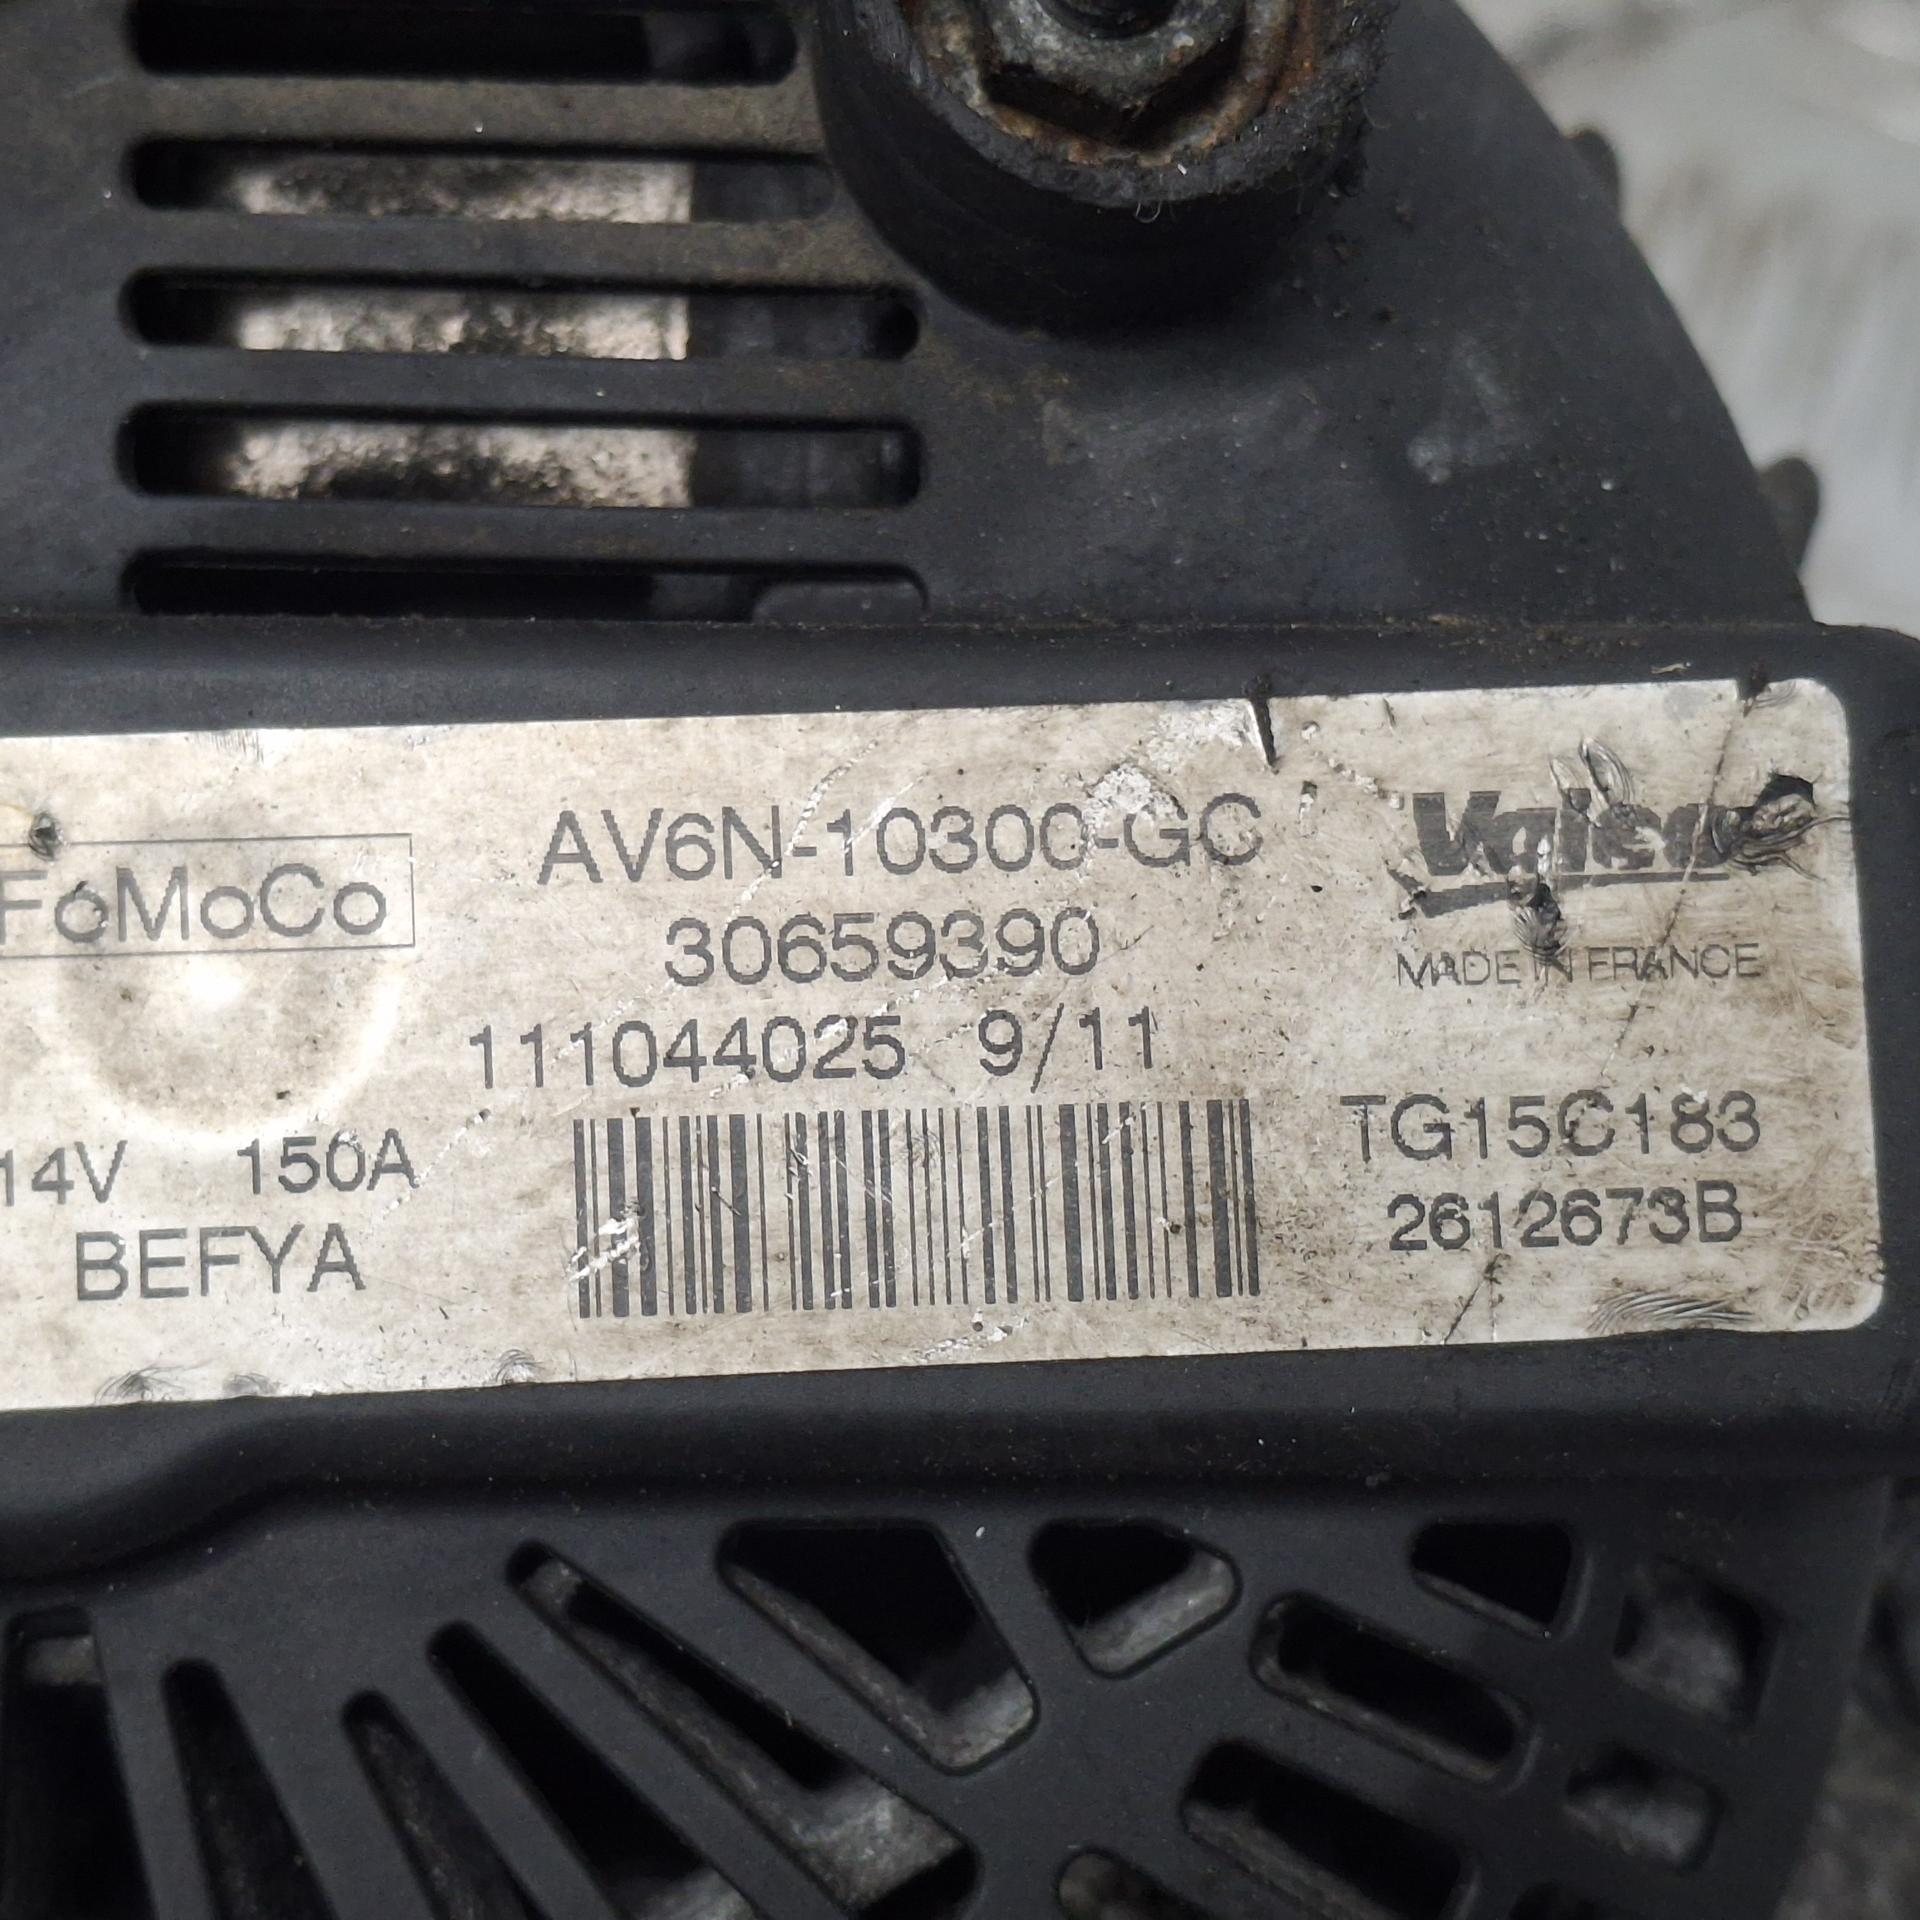 FoMoCo
AV6N-10300-GC
30659390
111044025 9/11
14V 150A
BEFYA
Valeo
MADE IN FRANCE
TG15C183
2612673B